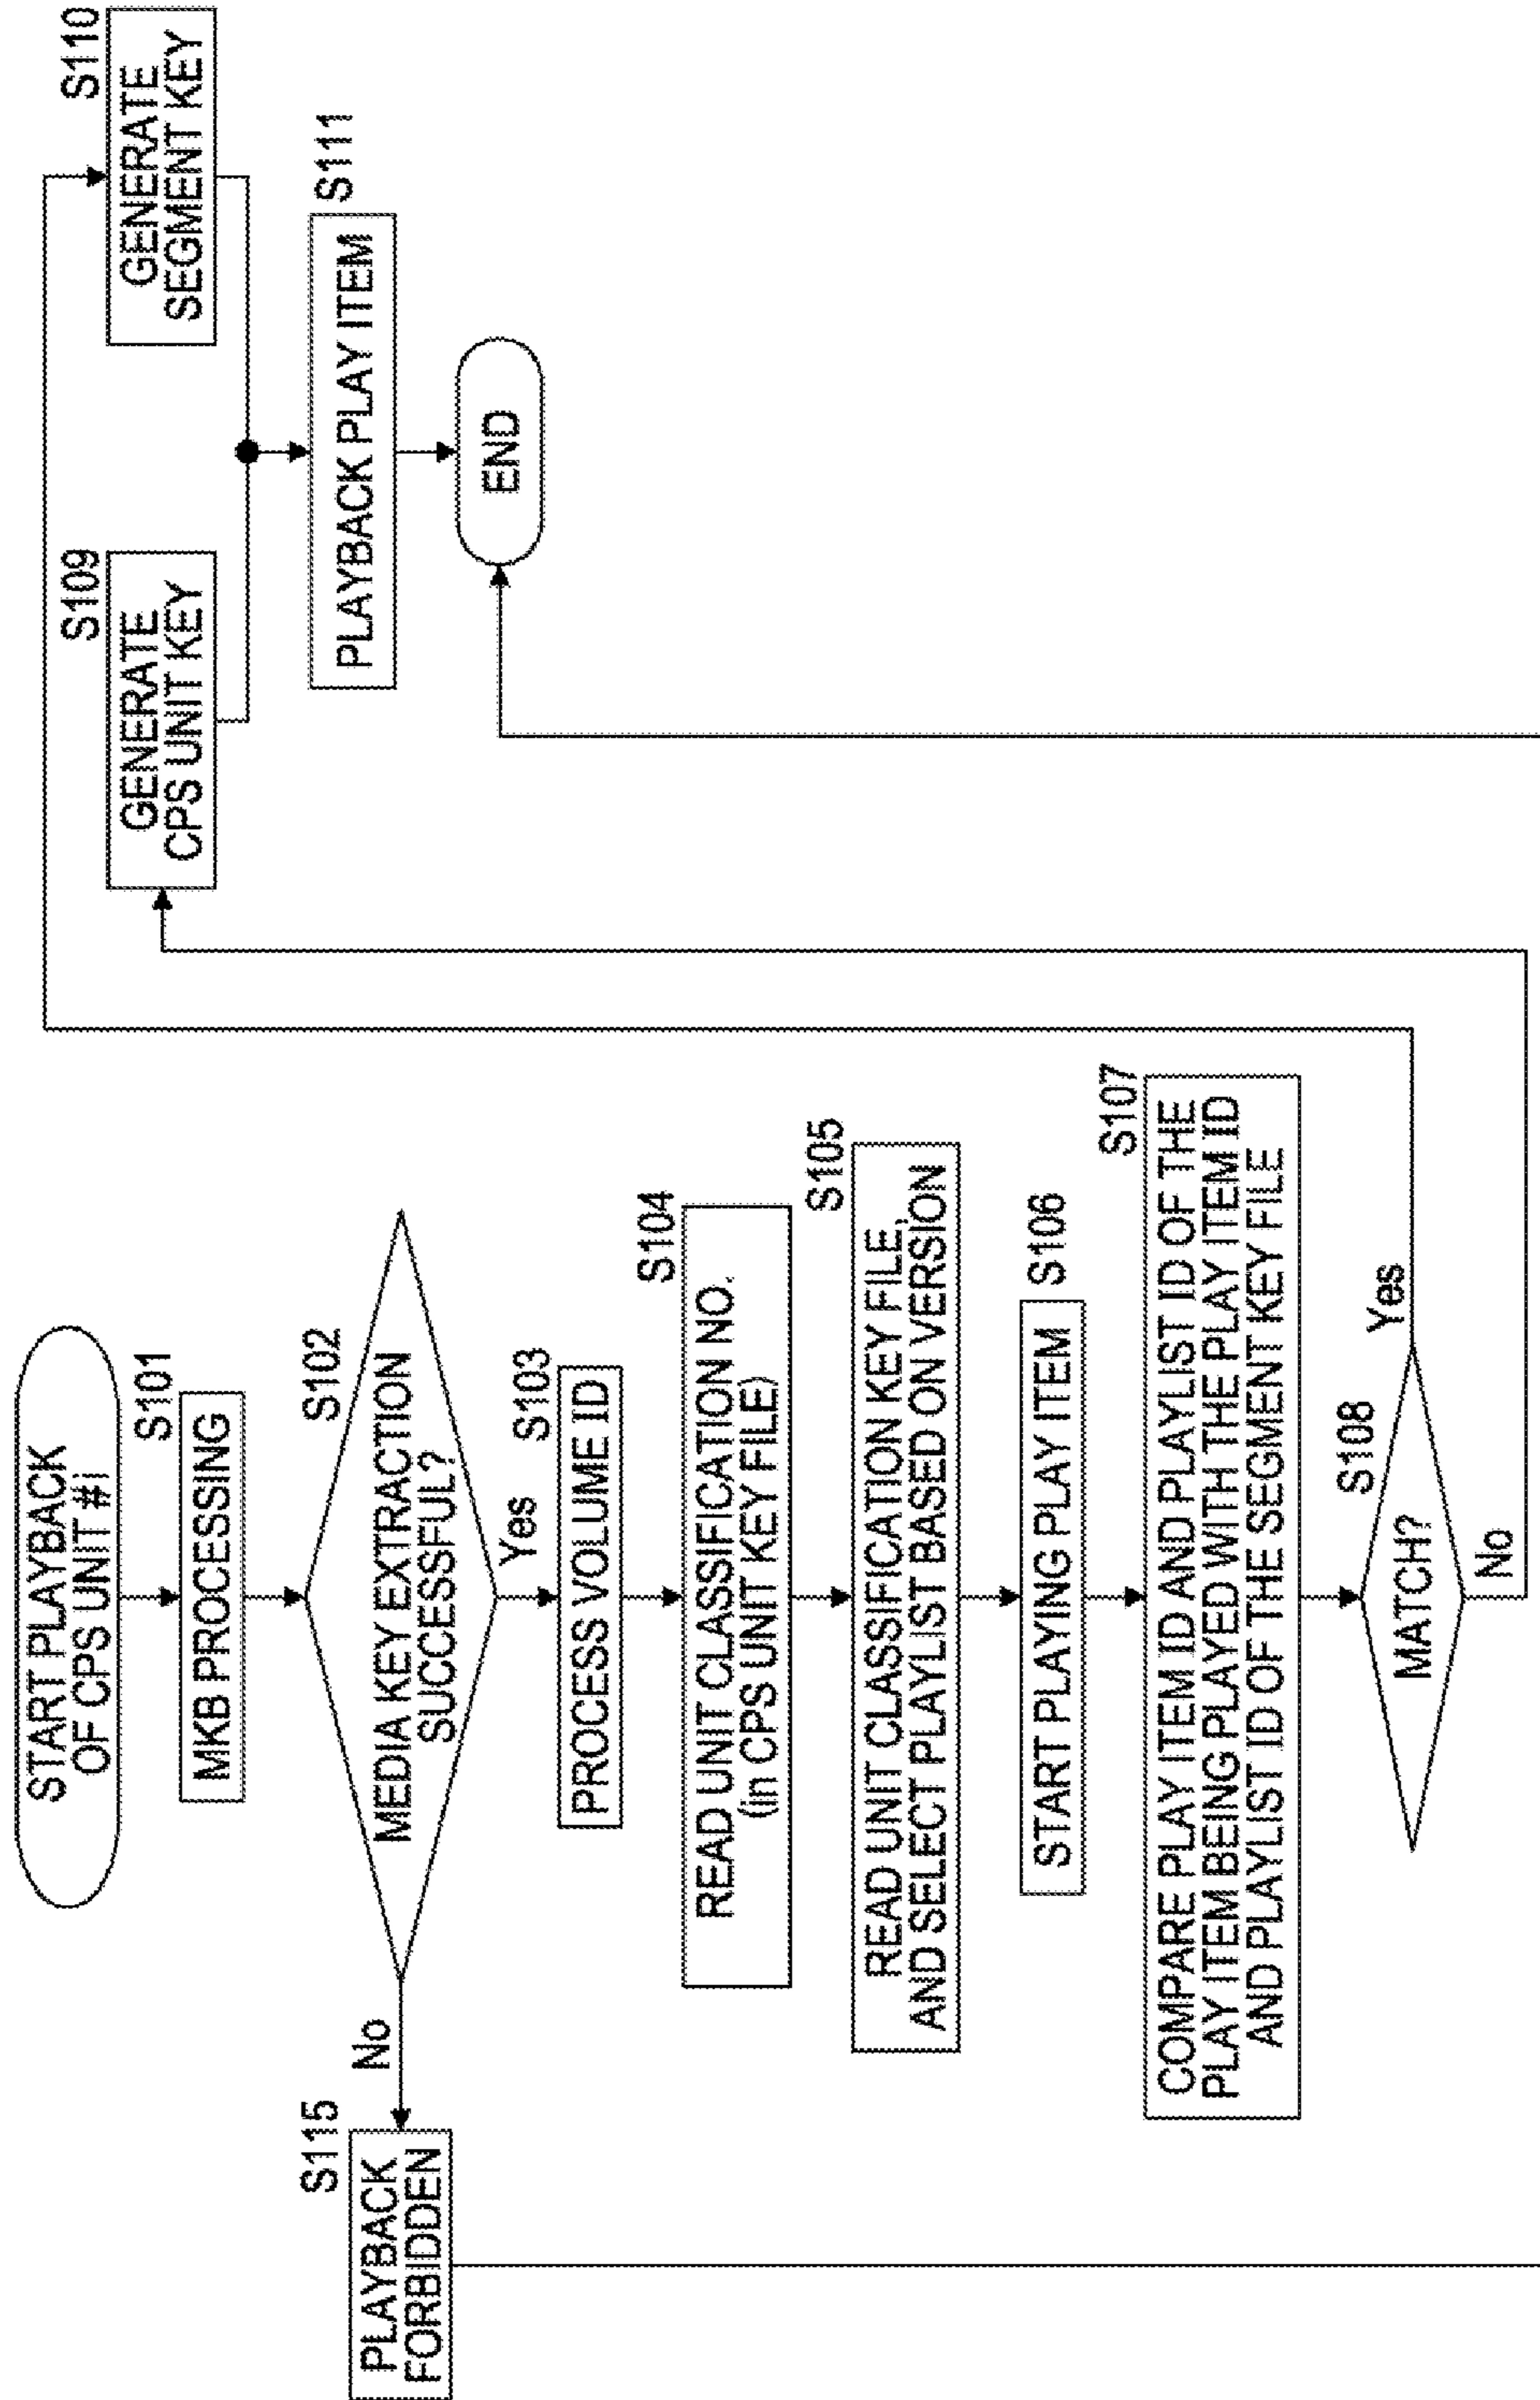 START PLAYBACK
OF CPS UNIT #i
S101
MKB PROCESSING
S102
MEDIA KEY EXTRACTION
SUCCESSFUL?
No
Yes
S115
PLAYBACK
FORBIDDEN
S103
PROCESS VOLUME ID
S104
READ UNIT CLASSIFICATION NO.
(in CPS UNIT KEY FILE)
S105
READ UNIT CLASSIFICATION KEY FILE,
AND SELECT PLAYLIST BASED ON VERSION
S106
START PLAYING PLAY ITEM
S107
COMPARE PLAY ITEM ID AND PLAYLIST ID OF THE
PLAY ITEM BEING PLAYED WITH THE PLAY ITEM ID
AND PLAYLIST ID OF THE SEGMENT KEY FILE
S108
MATCH?
Yes
No
S109
GENERATE
CPS UNIT KEY
S110
GENERATE
SEGMENT KEY
S111
PLAYBACK PLAY ITEM
END